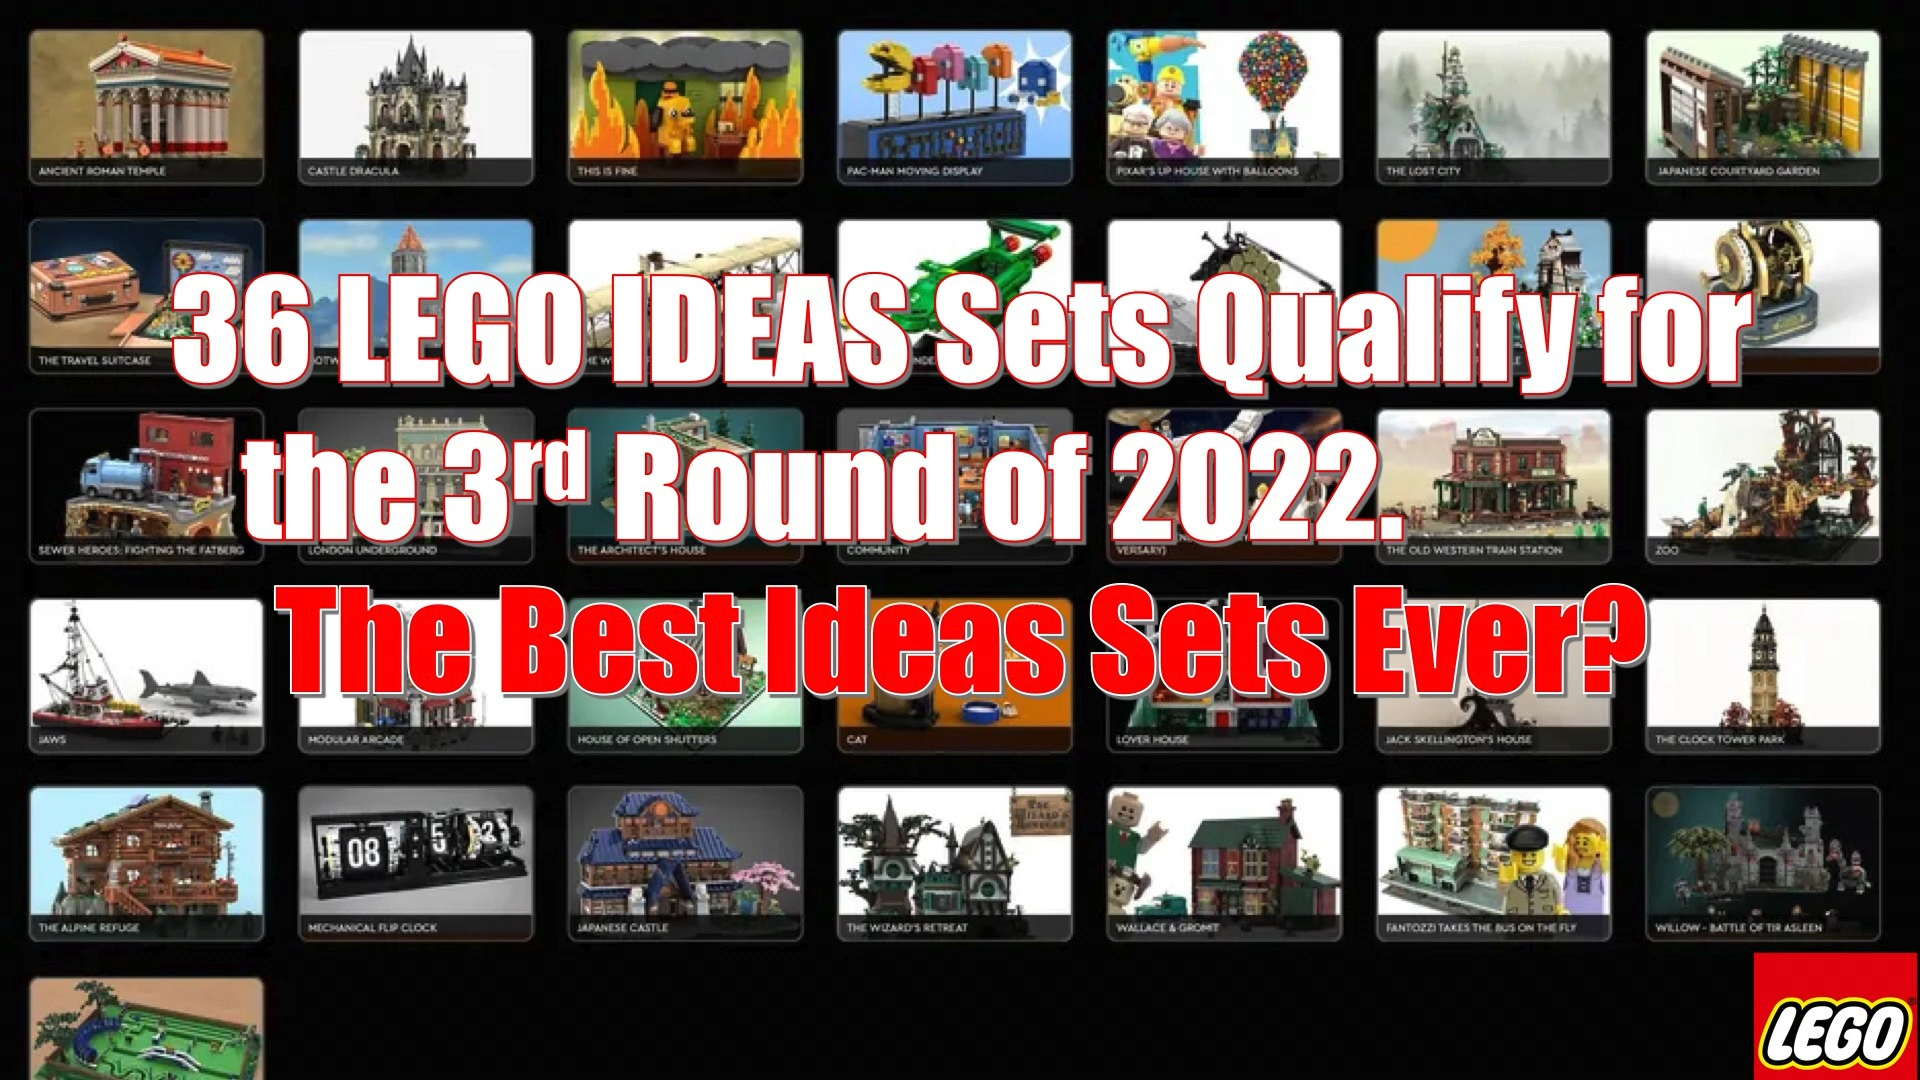 ANCIENT ROMAN TEMPLE
CASTLE DRACULA
THIS IS FINE
PAC-MAN MOVING DISPLAY
PIXAR'S UP HOUSE WITH BALLOONS
THE LOST CITY
JAPANESE COURTYARD GARDEN
36 LEGO IDEAS Sets Qualify for
the 3rd Round of 2022.
The Best Ideas Sets Ever?
THE TRAVEL SUITCASE
SEWER HEROES: FIGHTING THE FATBERG
LONDON UNDERGROUND
THE ARCHITECT'S HOUSE
COMMUNITY
VERSARY)
THE OLD WESTERN TRAIN STATION
ZOO
JAWS
MODULAR ARCADE
HOUSE OF OPEN SHUTTERS
CAT
LOVER HOUSE
JACK SKELLINGTON'S HOUSE
THE CLOCK TOWER PARK
THE ALPINE REFUGE
08
MECHANICAL FLIP CLOCK
JAPANESE CASTLE
The
THE WIZARD'S RETREAT
WALLACE & GROMIT
FANTOZZI TAKES THE BUS ON THE FLY
WILLOW - BATTLE OF TIR ASLEEN
LEGO